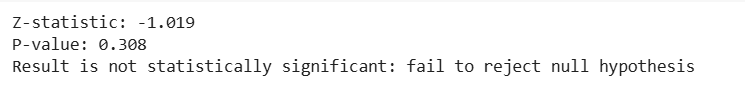 Z-statistic: -1.019
P-value: 0.308
Result is not statistically significant: fail to reject null hypothesis